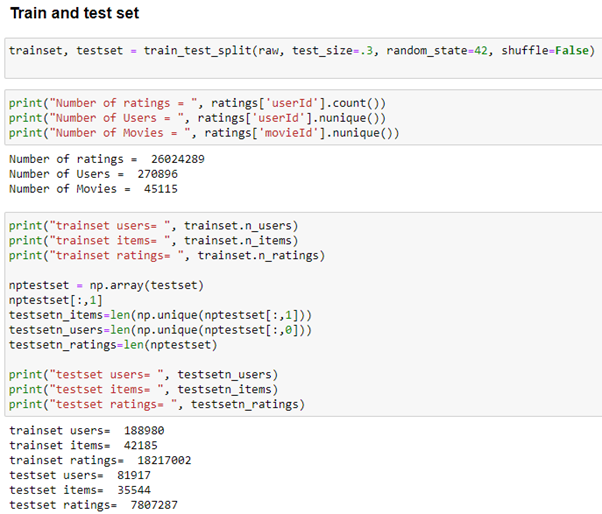 Train and test set
trainset, testset = train_test_split(raw, test_size=.3, random_state=42, shuffle=False)
print("Number of ratings = ", ratings['userId'].count())
print("Number of Users = ", ratings['userId'].nunique())
print("Number of Movies = ", ratings['movieId'].nunique())
Number of ratings =  26024289
Number of Users =  270896
Number of Movies =  45115
print("trainset users= ", trainset.n_users)
print("trainset items= ", trainset.n_items)
print("trainset ratings= ", trainset.n_ratings)
nptestset = np.array(testset)
nptestset[:,1]
testsetn_items=len(np.unique(nptestset[:,1]))
testsetn_users=len(np.unique(nptestset[:,0]))
testsetn_ratings=len(nptestset)
print("testset users= ", testsetn_users)
print("testset items= ", testsetn_items)
print("testset ratings= ", testsetn_ratings)
trainset users=  188980
trainset items=  42185
trainset ratings=  18217002
testset users=  81917
testset items=  35544
testset ratings=  7807287